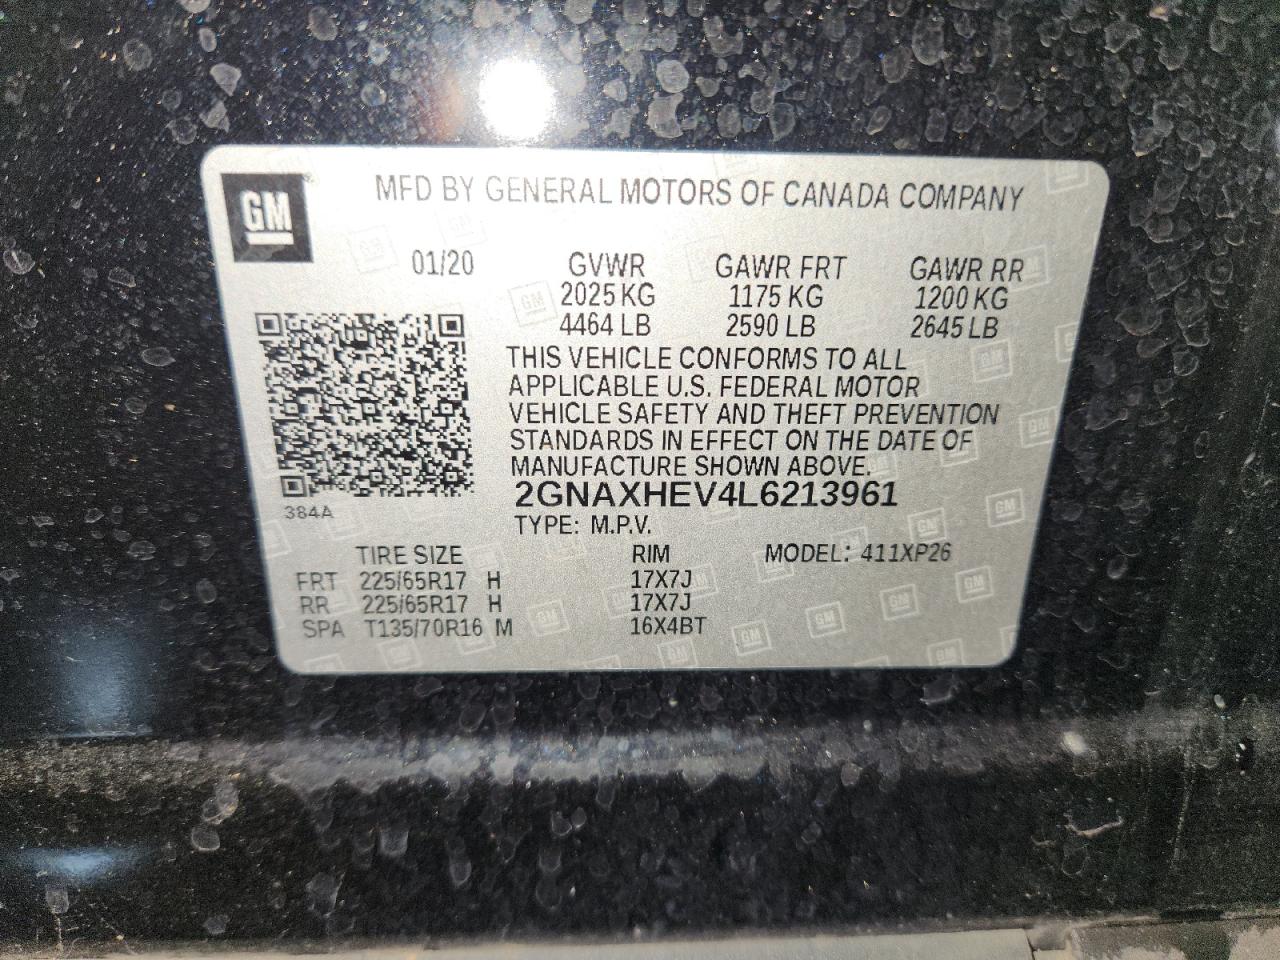 GM
MFD BY GENERAL MOTORS OF CANADA COMPANY
01/20 GVWR GAWR FRT GAWR RR
2025 KG 1175 KG 1200 KG
4464 LB 2590 LB 2645 LB
THIS VEHICLE CONFORMS TO ALL
APPLICABLE U.S. FEDERAL MOTOR
VEHICLE SAFETY AND THEFT PREVENTION
STANDARDS IN EFFECT ON THE DATE OF
MANUFACTURE SHOWN ABOVE.
2GNAXHEV4L6213961
384A
TYPE: M.P.V.
TIRE SIZE RIM MODEL: 411XP26
FRT 225/65R17 H 17X7J
RR 225/65R17 H 17X7J
SPA T135/70R16 M 16X4BT